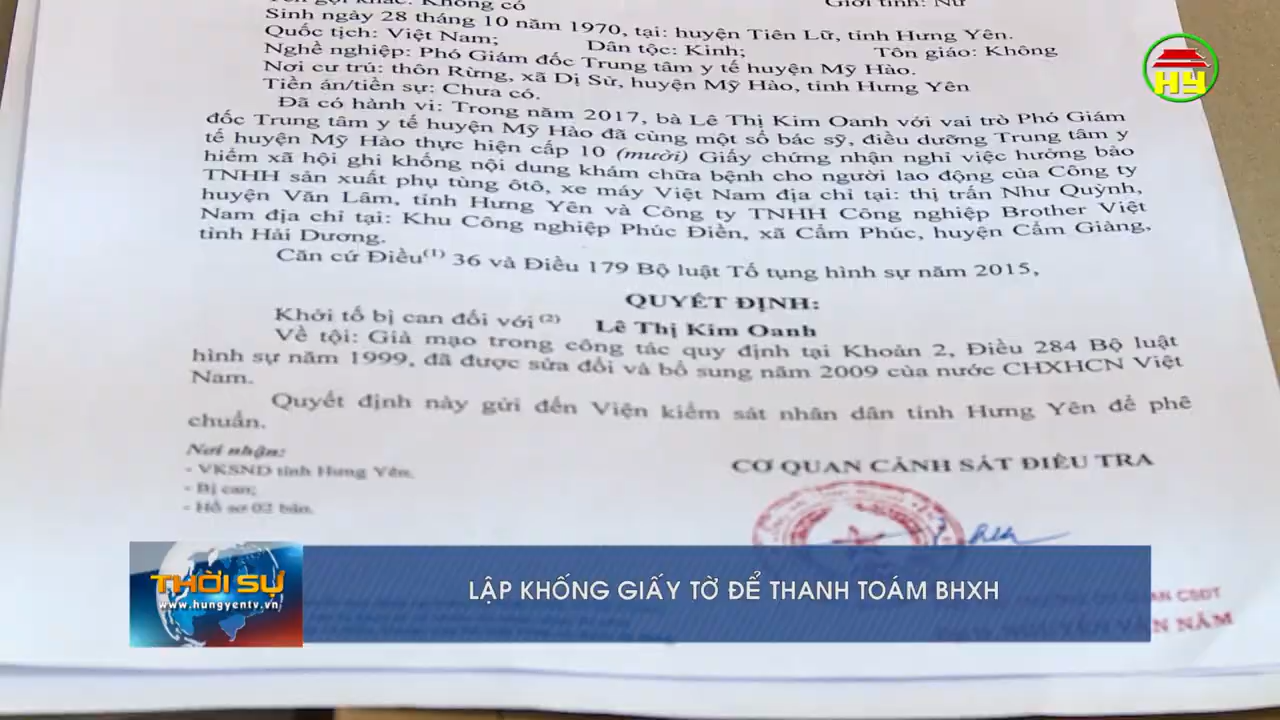 Tên gọi khác: Không có Giới tính: Nữ
Sinh ngày 28 tháng 10 năm 1970, tại: huyện Tiên Lữ, tỉnh Hưng Yên.
Quốc tịch: Việt Nam; Dân tộc: Kinh; Tôn giáo: Không
Nghề nghiệp: Phó Giám đốc Trung tâm y tế huyện Mỹ Hào.
Nơi cư trú: thôn Rừng, xã Dị Sử, huyện Mỹ Hào, tỉnh Hưng Yên
Tiền án/tiền sự: Chưa có.
Đã có hành vi: Trong năm 2017, bà Lê Thị Kim Oanh với vai trò Phó Giám
đốc Trung tâm y tế huyện Mỹ Hào đã cùng một số bác sỹ, điều dưỡng Trung tâm y
tế huyện Mỹ Hào thực hiện cấp 10 (mười) Giấy chứng nhận nghỉ việc hưởng bảo
hiểm xã hội ghi khống nội dung khám chữa bệnh cho người lao động của Công ty
TNHH sản xuất phụ tùng ôtô, xe máy Việt Nam địa chỉ tại: thị trấn Như Quỳnh,
huyện Văn Lâm, tỉnh Hưng Yên và Công ty TNHH Công nghiệp Brother Việt
Nam địa chỉ tại: Khu Công nghiệp Phúc Điền, xã Cẩm Phúc, huyện Cẩm Giàng,
tỉnh Hải Dương.
Căn cứ Điều(1) 36 và Điều 179 Bộ luật Tố tụng hình sự năm 2015,
QUYẾT ĐỊNH:
Khởi tố bị can đối với (2) Lê Thị Kim Oanh
Về tội: Giả mạo trong công tác quy định tại Khoản 2, Điều 284 Bộ luật
hình sự năm 1999, đã được sửa đổi và bổ sung năm 2009 của nước CHXHCN Việt
Nam.
Quyết định này gửi đến Viện kiểm sát nhân dân tỉnh Hưng Yên để phê
chuẩn.
Nơi nhận:
- VKSND tỉnh Hưng Yên.
- Bị can;
- Hồ sơ 02 bản.
CƠ QUAN CẢNH SÁT ĐIỀU TRA
HY
THỜI SỰ
www.hungyentv.vn
LẬP KHỐNG GIẤY TỜ ĐỂ THANH TOÁM BHXH
CSĐT
VĂN NĂM